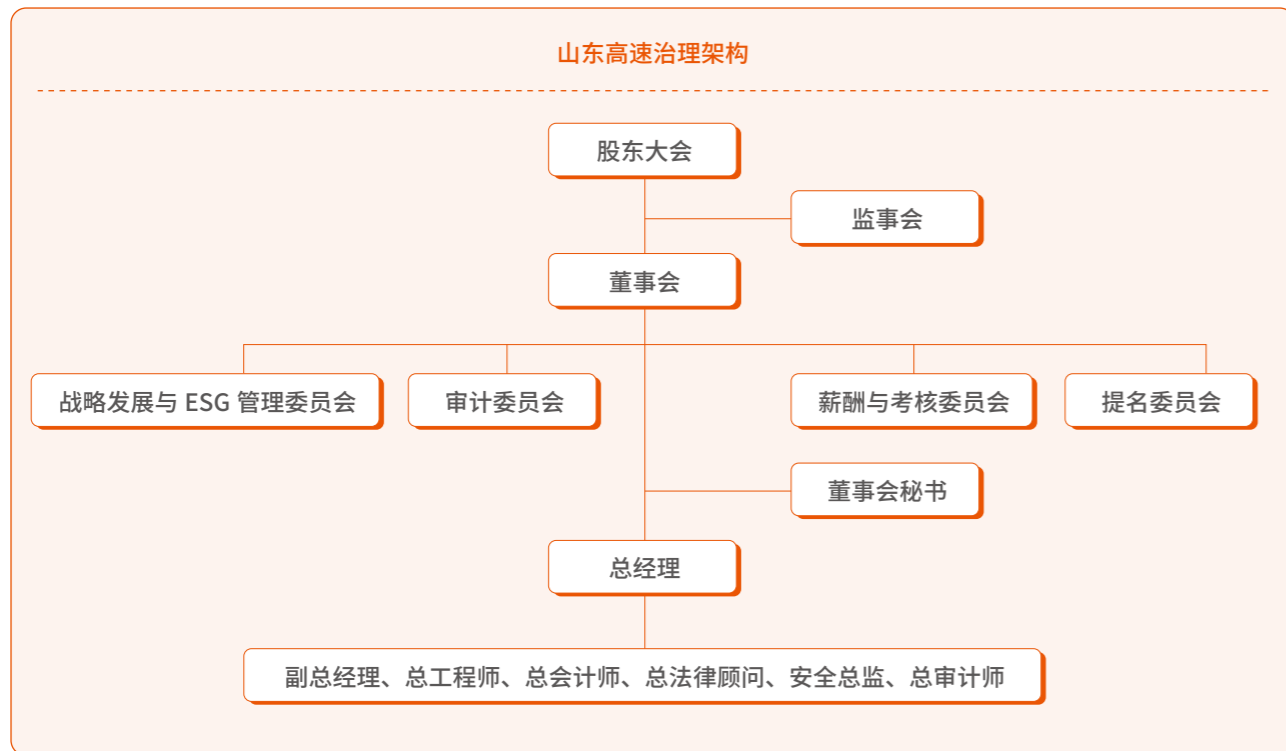 山东高速治理架构
股东大会
监事会
董事会
战略发展与 ESG 管理委员会
审计委员会
薪酬与考核委员会
提名委员会
董事会秘书
总经理
副总经理、总工程师、总会计师、总法律顾问、安全总监、总审计师